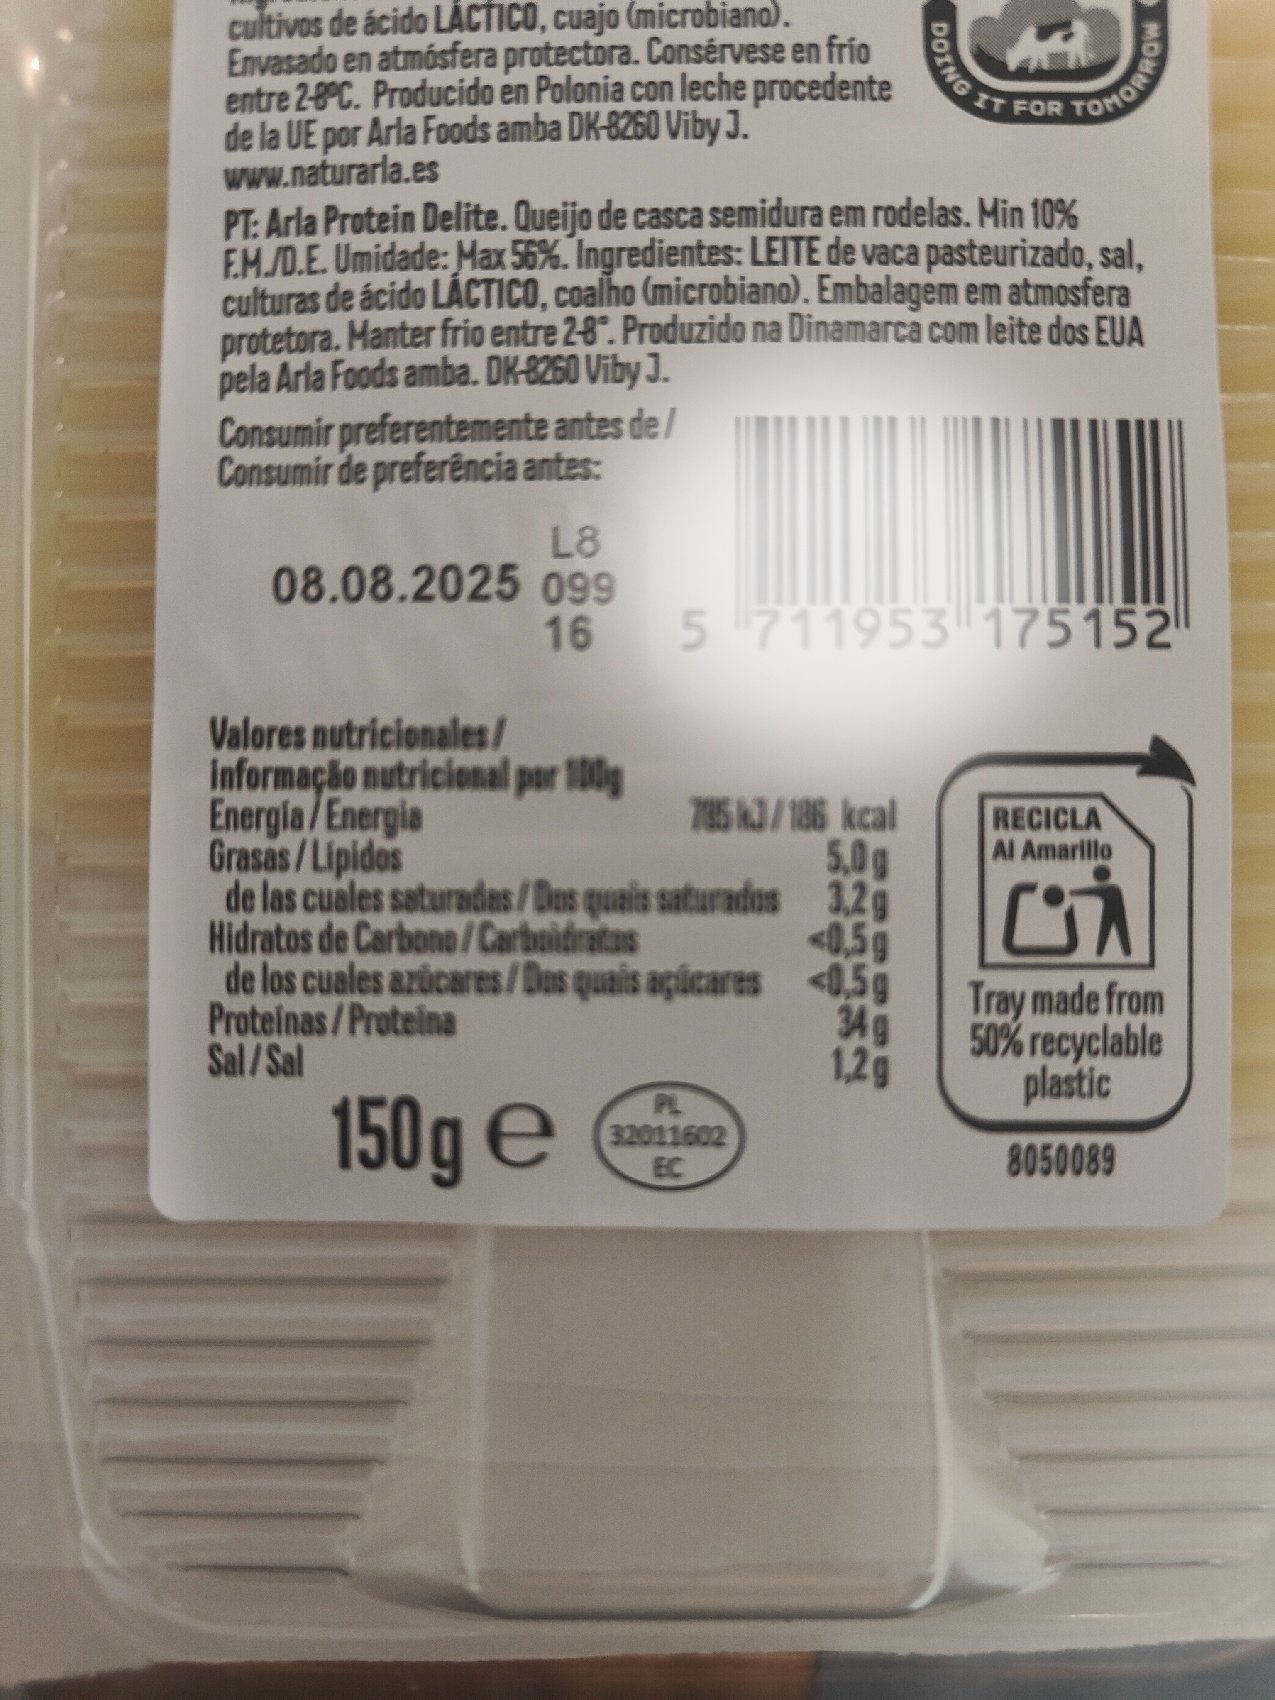 cultivos de ácido LÁCTICO, cuajo (microbiano).
Envasado en atmósfera protectora. Consérvese en frío
entre 2-8ºC. Producido en Polonia con leche procedente
de la UE por Arla Foods amba DK-8260 Viby J.
www.naturarla.es
DOING IT FOR TOMORROW
PT: Arla Protein Delite. Queijo de casca semidura em rodelas. Min 10%
F.M./D.E. Umidade: Max 56%. Ingredientes: LEITE de vaca pasteurizado, sal,
culturas de ácido LÁCTICO, coalho (microbiano). Embalagem em atmosfera
protetora. Manter frio entre 2-8°. Produzido na Dinamarca com leite dos EUA
pela Arla Foods amba. DK-8260 Viby J.
Consumir preferentemente antes de /
Consumir de preferência antes:
L8
08.08.2025 099
16
5 711953 175152
Valores nutricionales /
informação nutricional por 100g
Energía / Energia 785 kJ / 186 kcal
Grasas / Lípidos 5,0 g
de las cuales saturadas / Dos quais saturados 3,2 g
Hidratos de Carbono / Carboidratos <0,5 g
de los cuales azúcares / Dos quais açúcares <0,5 g
Proteínas / Proteína 34 g
Sal / Sal 1,2 g
150 g e
PL
32011602
EC
RECICLA
Al Amarillo
Tray made from
50% recyclable
plastic
8050089